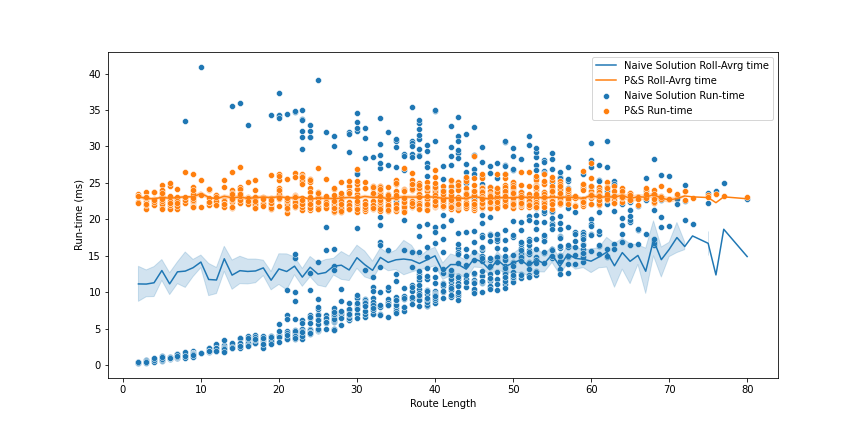 Naive Solution Roll-Avrg time
P&S Roll-Avrg time
Naive Solution Run-time
P&S Run-time
40
35
30
25
20
15
10
5
0
Run-time (ms)
0 10 20 30 40 50 60 70 80
Route Length